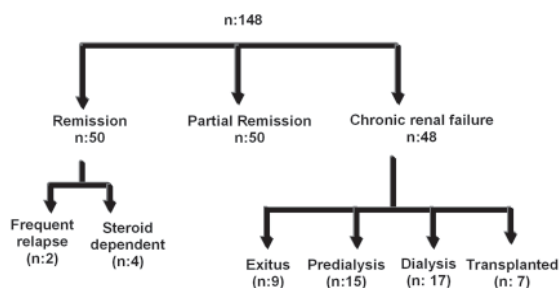 n:148
Remission
n:50
Partial Remission
n:50
Chronic renal failure
n:48
Frequent
relapse
(n:2)
Steroid
dependent
(n:4)
Exitus
(n:9)
Predialysis
(n:15)
Dialysis
(n: 17)
Transplanted
(n: 7)